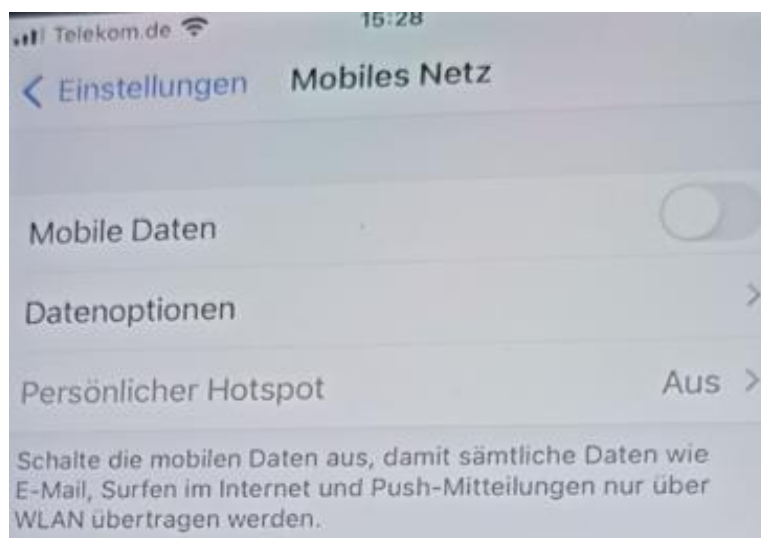 Telekom.de
15:28
Einstellungen
Mobiles Netz
Mobile Daten
Datenoptionen
Persönlicher Hotspot
Aus
Schalte die mobilen Daten aus, damit sämtliche Daten wie
E-Mail, Surfen im Internet und Push-Mitteilungen nur über
WLAN übertragen werden.